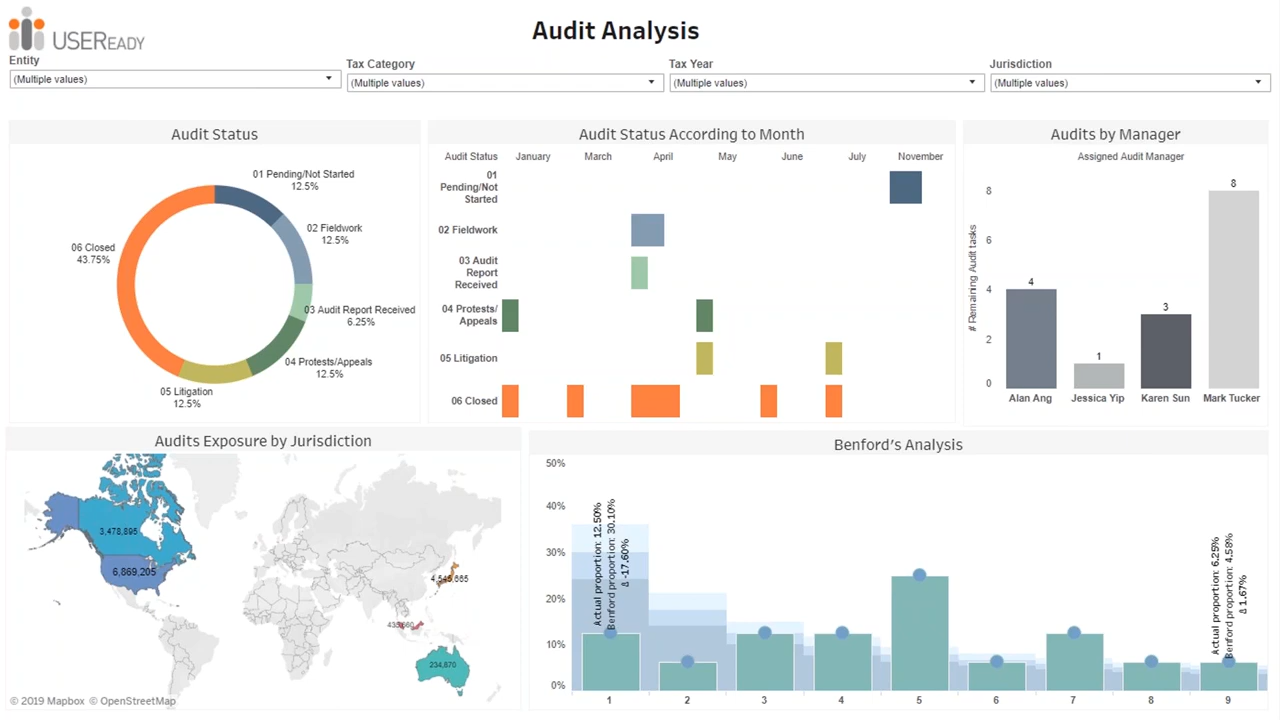 USEReady
Audit Analysis
Entity
Tax Category
Tax Year
Jurisdiction
(Multiple values)
(Multiple values)
(Multiple values)
(Multiple values)
Audit Status
01 Pending/Not Started
12.5%
02 Fieldwork
12.5%
06 Closed
43.75%
03 Audit Report Received
6.25%
04 Protests/Appeals
12.5%
05 Litigation
12.5%
Audit Status According to Month
Audit Status January March April May June July November
01
Pending/Not
Started
02 Fieldwork
03 Audit
Report
Received
04 Protests/
Appeals
05 Litigation
06 Closed
Audits by Manager
Assigned Audit Manager
# Remaining Audit tasks
8
6
4
2
0
4
1
3
8
Alan Ang Jessica Yip Karen Sun Mark Tucker
Audits Exposure by Jurisdiction
3,478,895
6,869,205
234,870
© 2019 Mapbox © OpenStreetMap
Benford's Analysis
50%
40%
30%
20%
10%
0%
Actual proportion: 12.50%
Benford proportion: 30.10%
Δ -17.60%
Actual proportion: 6.25%
Benford proportion: 4.58%
Δ 1.67%
1 2 3 4 5 6 7 8 9